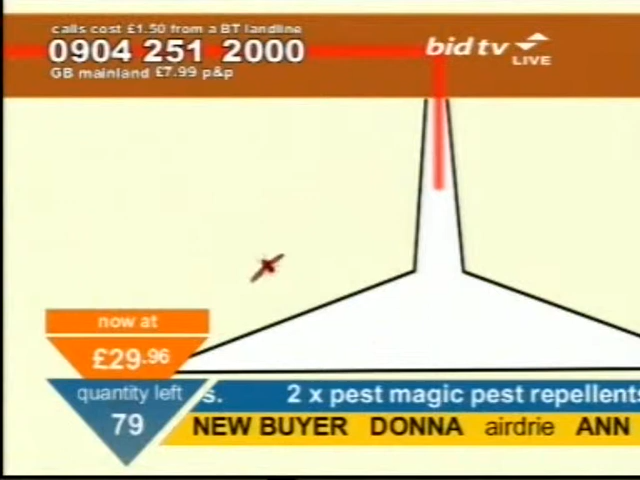 calls cost £1.50 from a BT landline
0904 251 2000
GB mainland £7.99 p&p
bid tv
LIVE
now at
£29.96
quantity left
79
s. 2 x pest magic pest repellents
NEW BUYER DONNA airdrie ANN